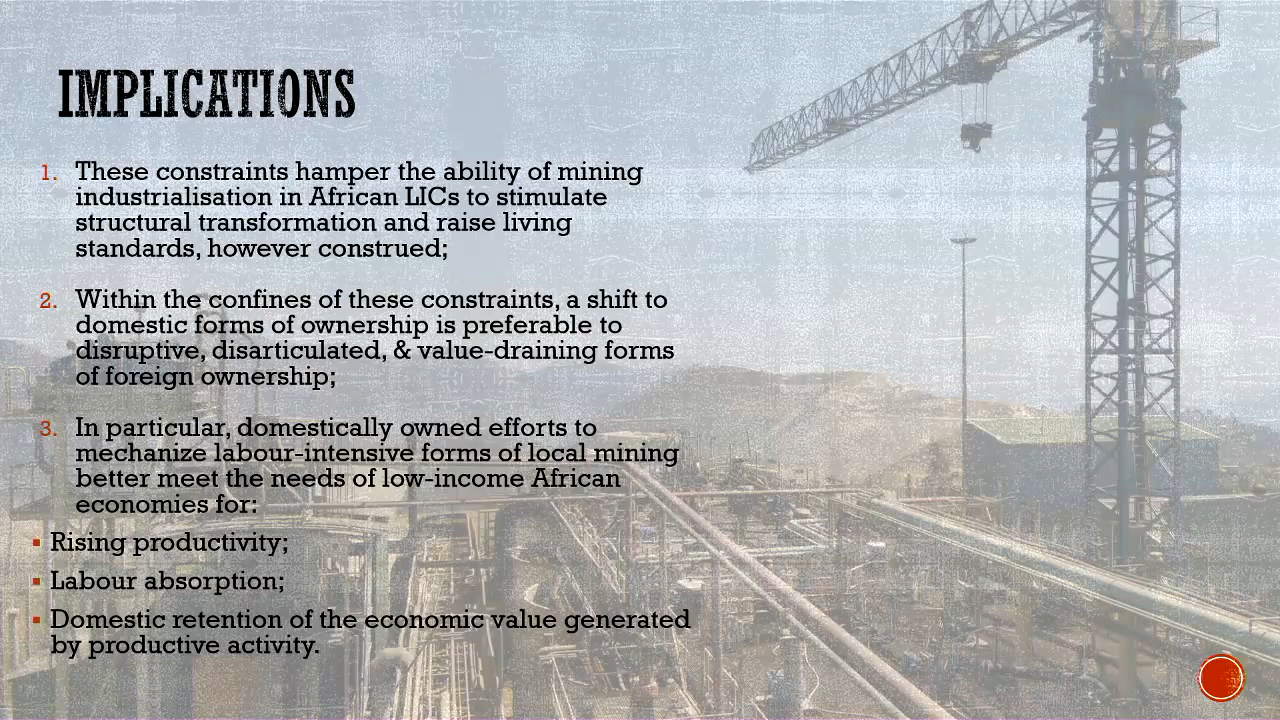 IMPLICATIONS
1. These constraints hamper the ability of mining
industrialisation in African LICs to stimulate
structural transformation and raise living
standards, however construed;
2. Within the confines of these constraints, a shift to
domestic forms of ownership is preferable to
disruptive, disarticulated, & value-draining forms
of foreign ownership;
3. In particular, domestically owned efforts to
mechanize labour-intensive forms of local mining
better meet the needs of low-income African
economies for:
▪ Rising productivity;
▪ Labour absorption;
▪ Domestic retention of the economic value generated
by productive activity.